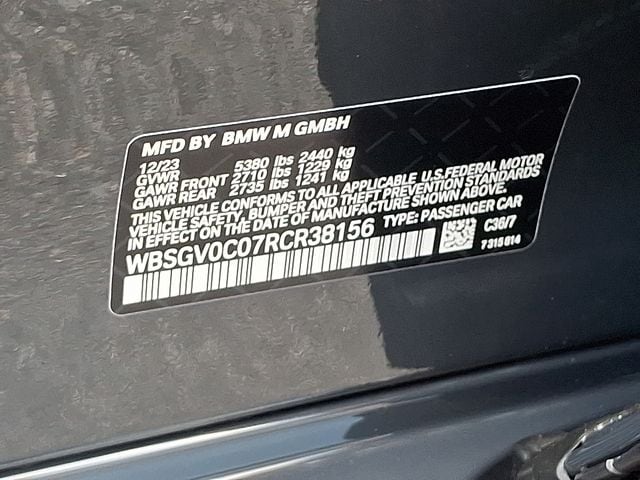 MFD BY BMW M GMBH
12/23
GVWR 5380 lbs 2440 kg
GAWR FRONT 2710 lbs 1229 kg
GAWR REAR 2735 lbs 1241 kg
THIS VEHICLE CONFORMS TO ALL APPLICABLE U.S.FEDERAL MOTOR
VEHICLE SAFETY, BUMPER AND THEFT PREVENTION STANDARDS
IN EFFECT ON THE DATE OF MANUFACTURE SHOWN ABOVE.
WBSGV0C07RCR38156 TYPE: PASSENGER CAR
C36/7
7315014